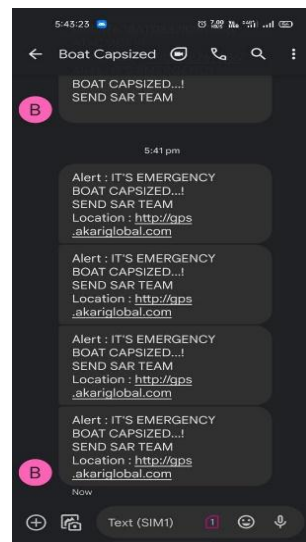 5:43:23
Boat Capsized
BOAT CAPSIZED...!
SEND SAR TEAM
B
5:41 pm
Alert : IT'S EMERGENCY
BOAT CAPSIZED...!
SEND SAR TEAM
Location : http://gps
.akariglobal.com
Alert : IT'S EMERGENCY
BOAT CAPSIZED...!
SEND SAR TEAM
Location : http://gps
.akariglobal.com
Alert : IT'S EMERGENCY
BOAT CAPSIZED...!
SEND SAR TEAM
Location : http://gps
.akariglobal.com
Alert : IT'S EMERGENCY
BOAT CAPSIZED...!
SEND SAR TEAM
Location : http://gps
.akariglobal.com
B
Now
Text (SIM1)
1